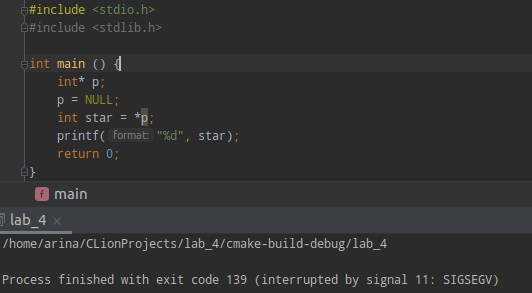 #include <stdio.h>
#include <stdlib.h>
int main () {
int* p;
p = NULL;
int star = *p;
printf( format: "%d", star);
return 0;
}
f main
lab_4 ×
/home/arina/CLionProjects/lab_4/cmake-build-debug/lab_4
Process finished with exit code 139 (interrupted by signal 11: SIGSEGV)